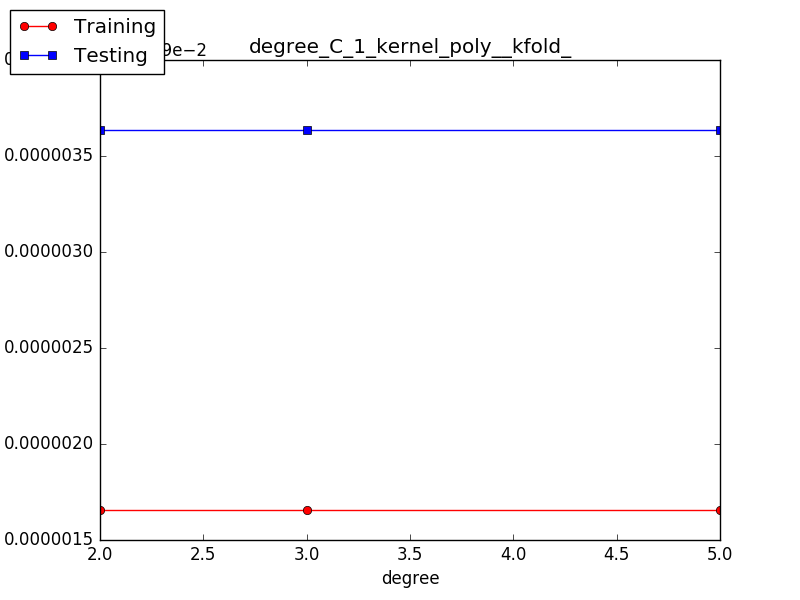 Training
Testing
9e−2
degree_C_1_kernel_poly__kfold_
0.0000035
0.0000030
0.0000025
0.0000020
0.0000015
2.0 2.5 3.0 3.5 4.0 4.5 5.0
degree